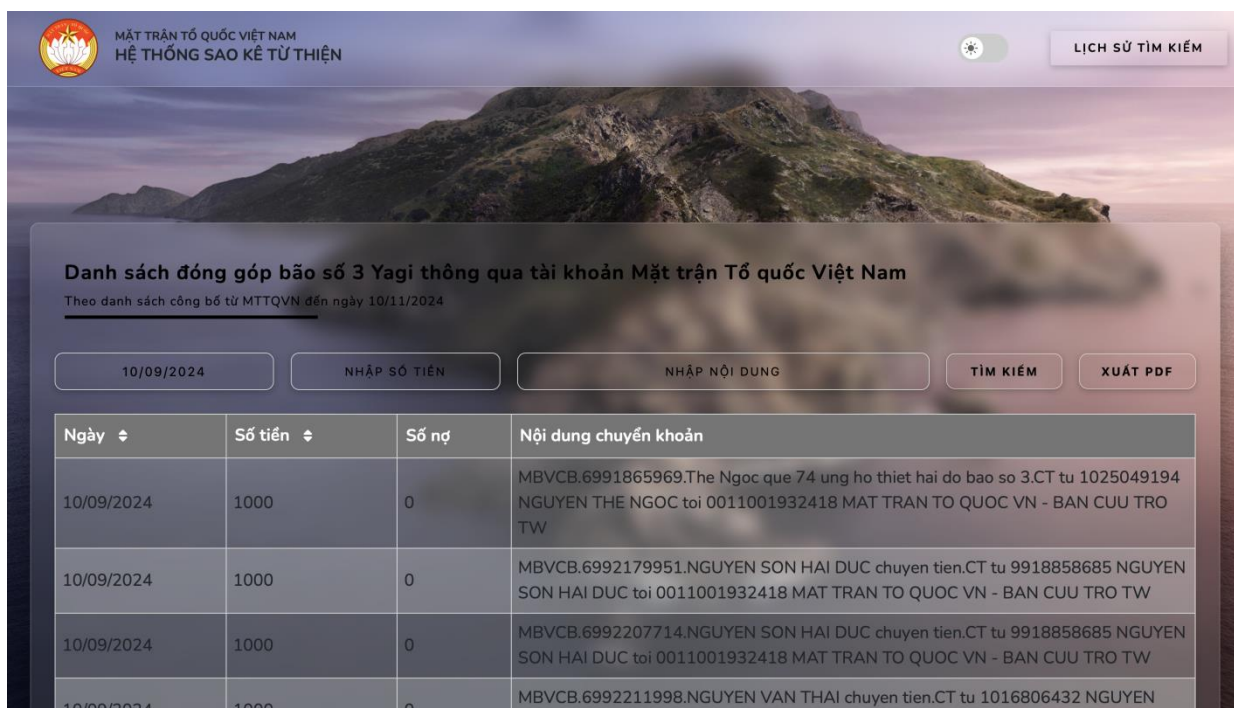 MẶT TRẬN TỔ QUỐC VIỆT NAM
HỆ THỐNG SAO KÊ TỪ THIỆN
LỊCH SỬ TÌM KIẾM
Danh sách đóng góp bão số 3 Yagi thông qua tài khoản Mặt trận Tổ quốc Việt Nam
Theo danh sách công bố từ MTTQVN đến ngày 10/11/2024
10/09/2024 NHẬP SỐ TIỀN NHẬP NỘI DUNG TÌM KIẾM XUẤT PDF
Ngày Số tiền Số nợ Nội dung chuyển khoản
MBVCB.6991865969.The Ngoc que 74 ung ho thiet hai do bao so 3.CT tu 1025049194
10/09/2024 1000 0 NGUYEN THE NGOC toi 0011001932418 MAT TRAN TO QUOC VN - BAN CUU TRO
TW
MBVCB.6992179951.NGUYEN SON HAI DUC chuyen tien.CT tu 9918858685 NGUYEN
10/09/2024 1000 0 SON HAI DUC toi 0011001932418 MAT TRAN TO QUOC VN - BAN CUU TRO TW
MBVCB.6992207714.NGUYEN SON HAI DUC chuyen tien.CT tu 9918858685 NGUYEN
10/09/2024 1000 0 SON HAI DUC toi 0011001932418 MAT TRAN TO QUOC VN - BAN CUU TRO TW
MBVCB.6992211998.NGUYEN VAN THAI chuyen tien.CT tu 1016806432 NGUYEN
10/09/2024 1000 0